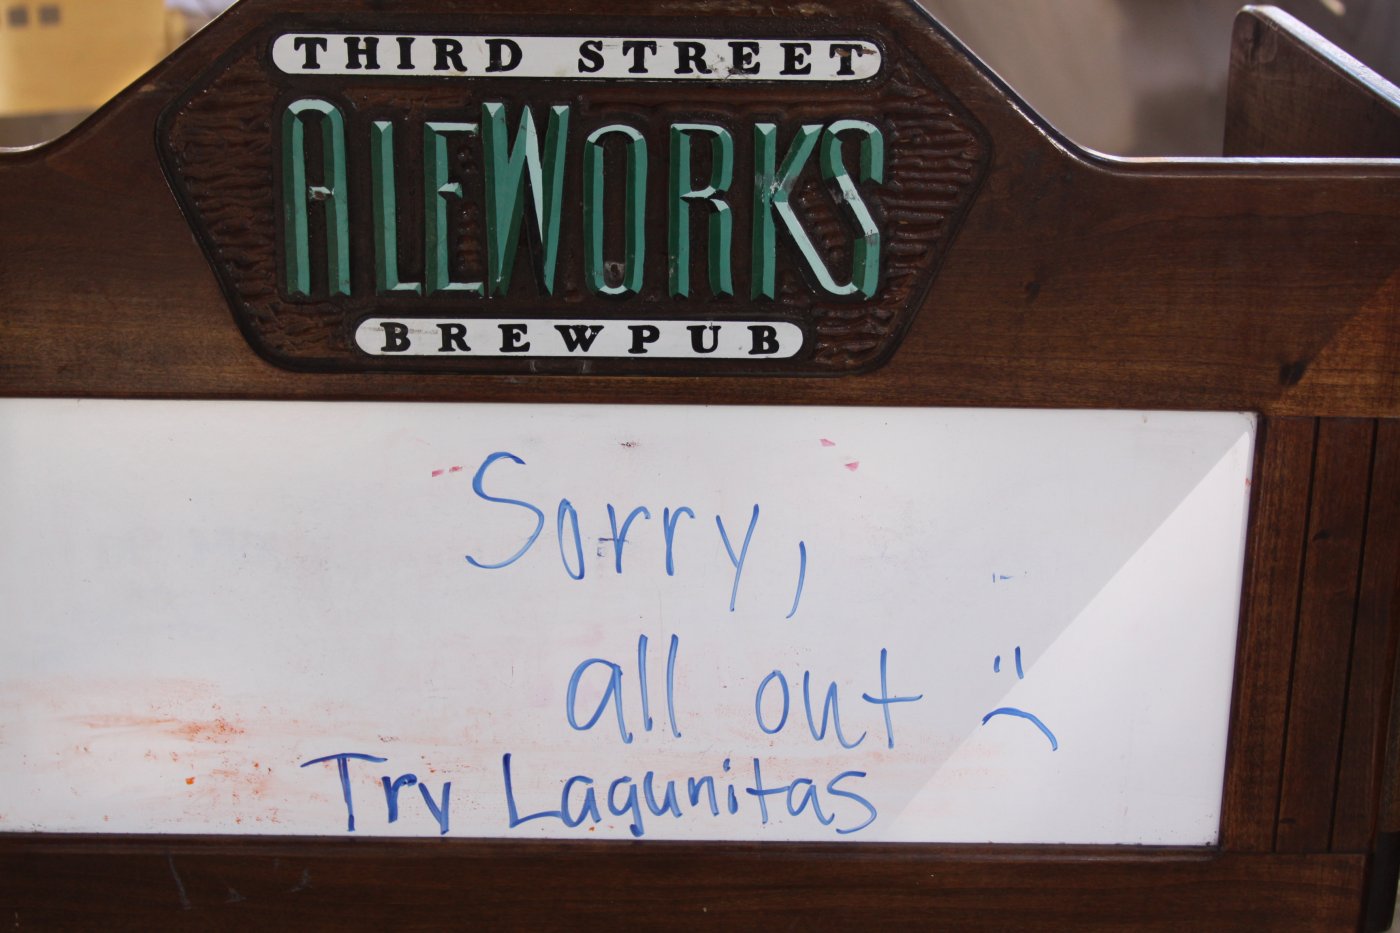 THIRD STREET
ALEWORKS
BREWPUB
Sorry,
all out :(
Try Lagunitas